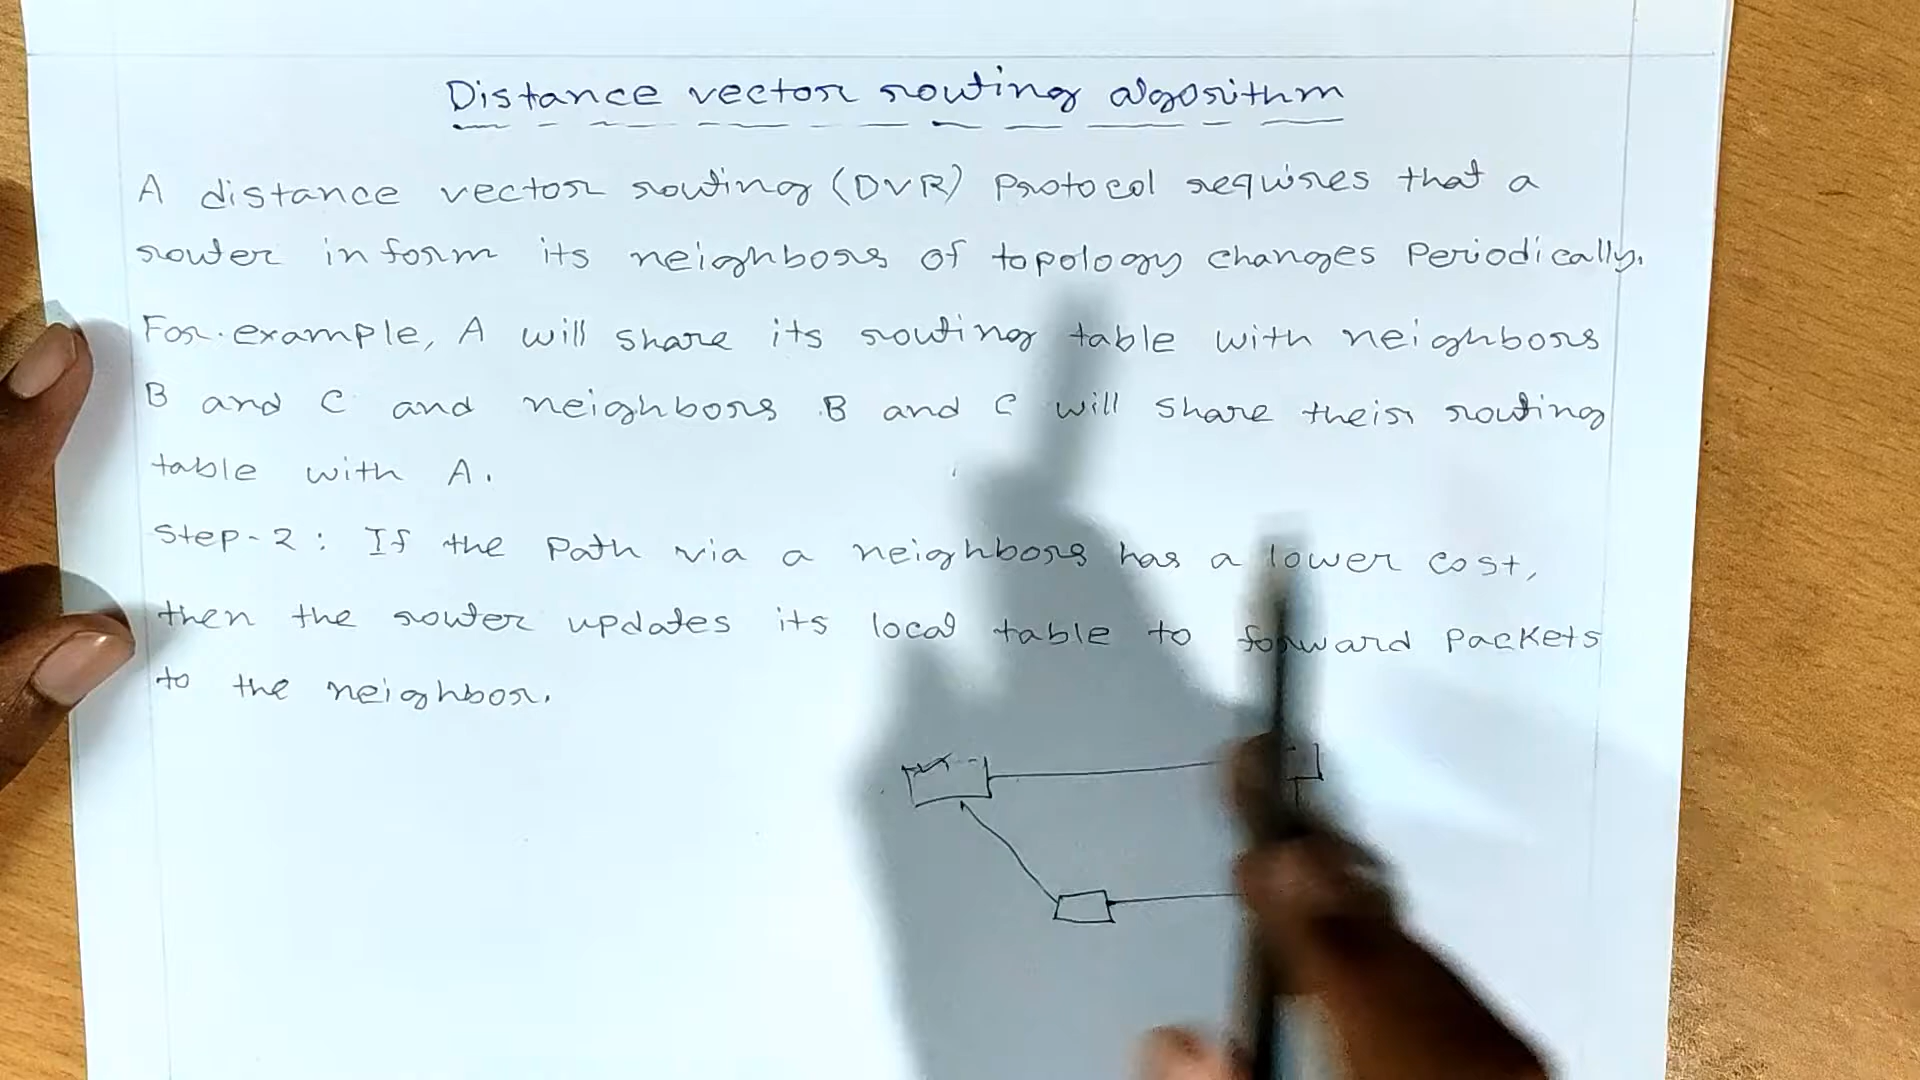 Distance vector routing algorithm
A distance vector routing (DVR) Protocol requires that a
router inform its neighbors of topology changes Periodically.
For example, A will share its routing table with neighbors
B and C and neighbors B and C will share their routing
table with A.
Step-2: If the Path via a neighbors has a lower cost,
then the router updates its local table to forward Packets
to the neighbor.